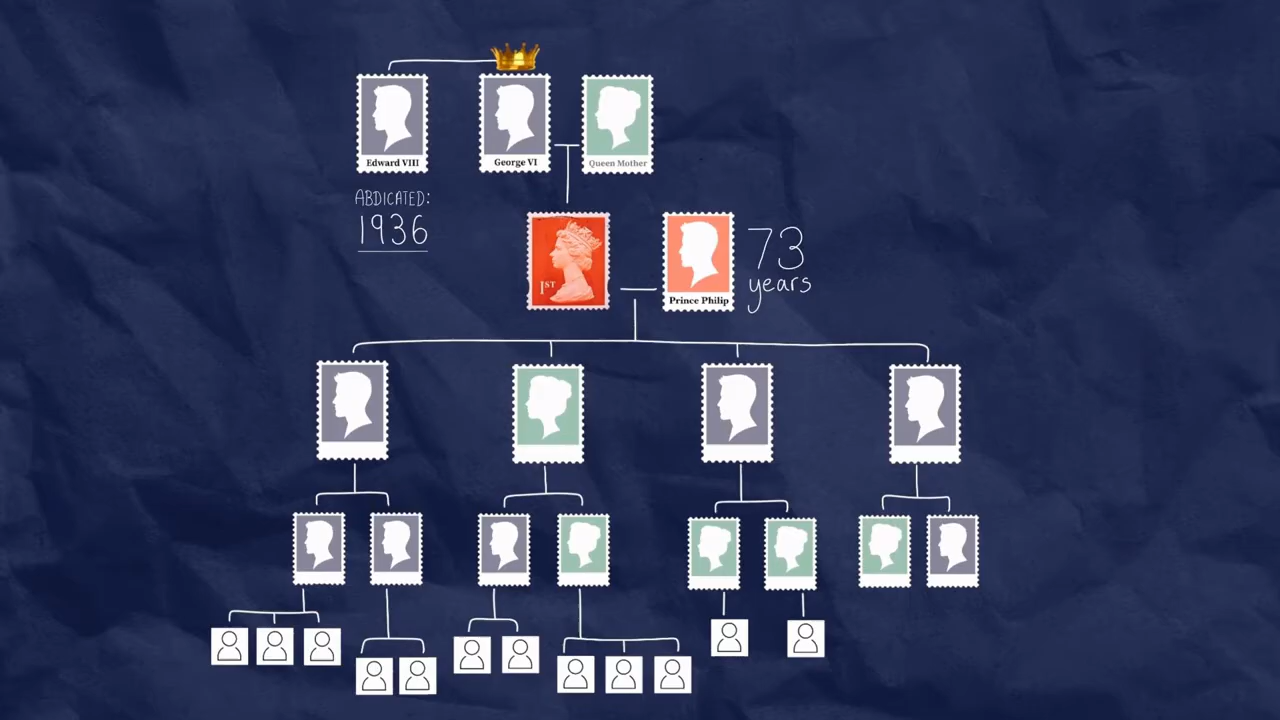 Edward VIII
George VI
Queen Mother
ABDICATED:
1936
1ST
Prince Philip
73
years